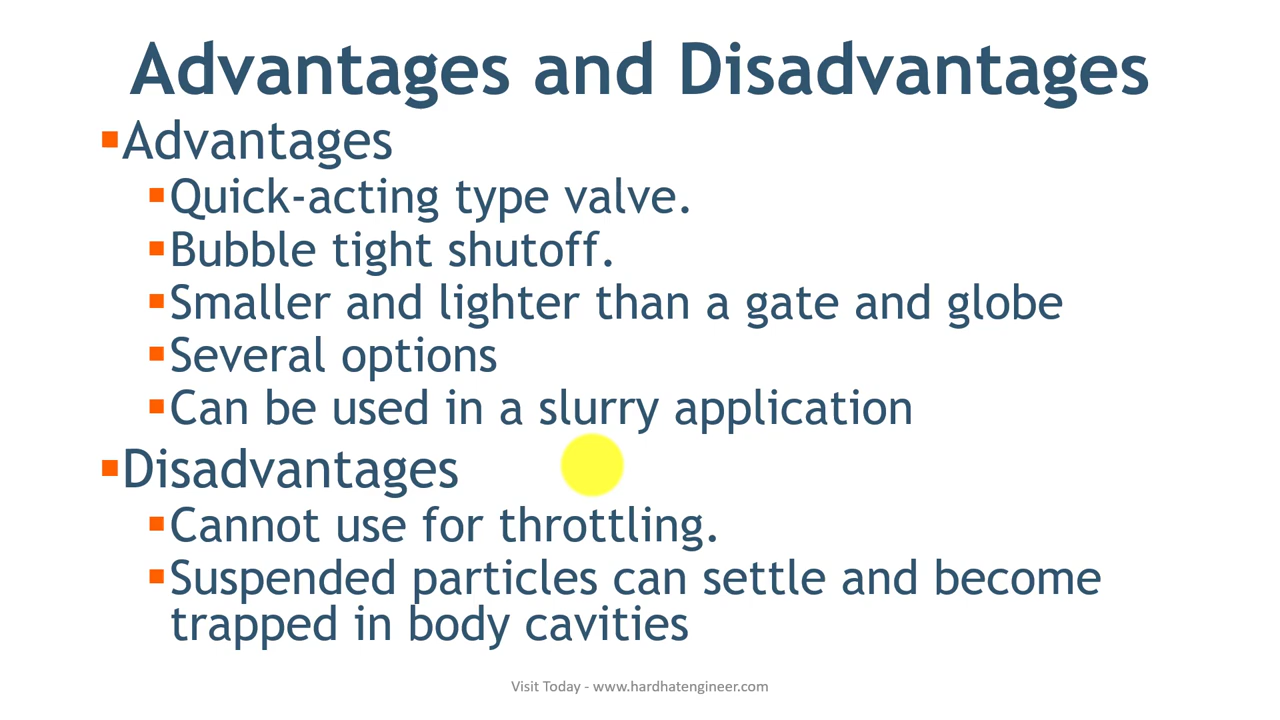 Advantages and Disadvantages
Advantages
Quick-acting type valve.
Bubble tight shutoff.
Smaller and lighter than a gate and globe
Several options
Can be used in a slurry application
Disadvantages
Cannot use for throttling.
Suspended particles can settle and become
trapped in body cavities
Visit Today - www.hardhatengineer.com